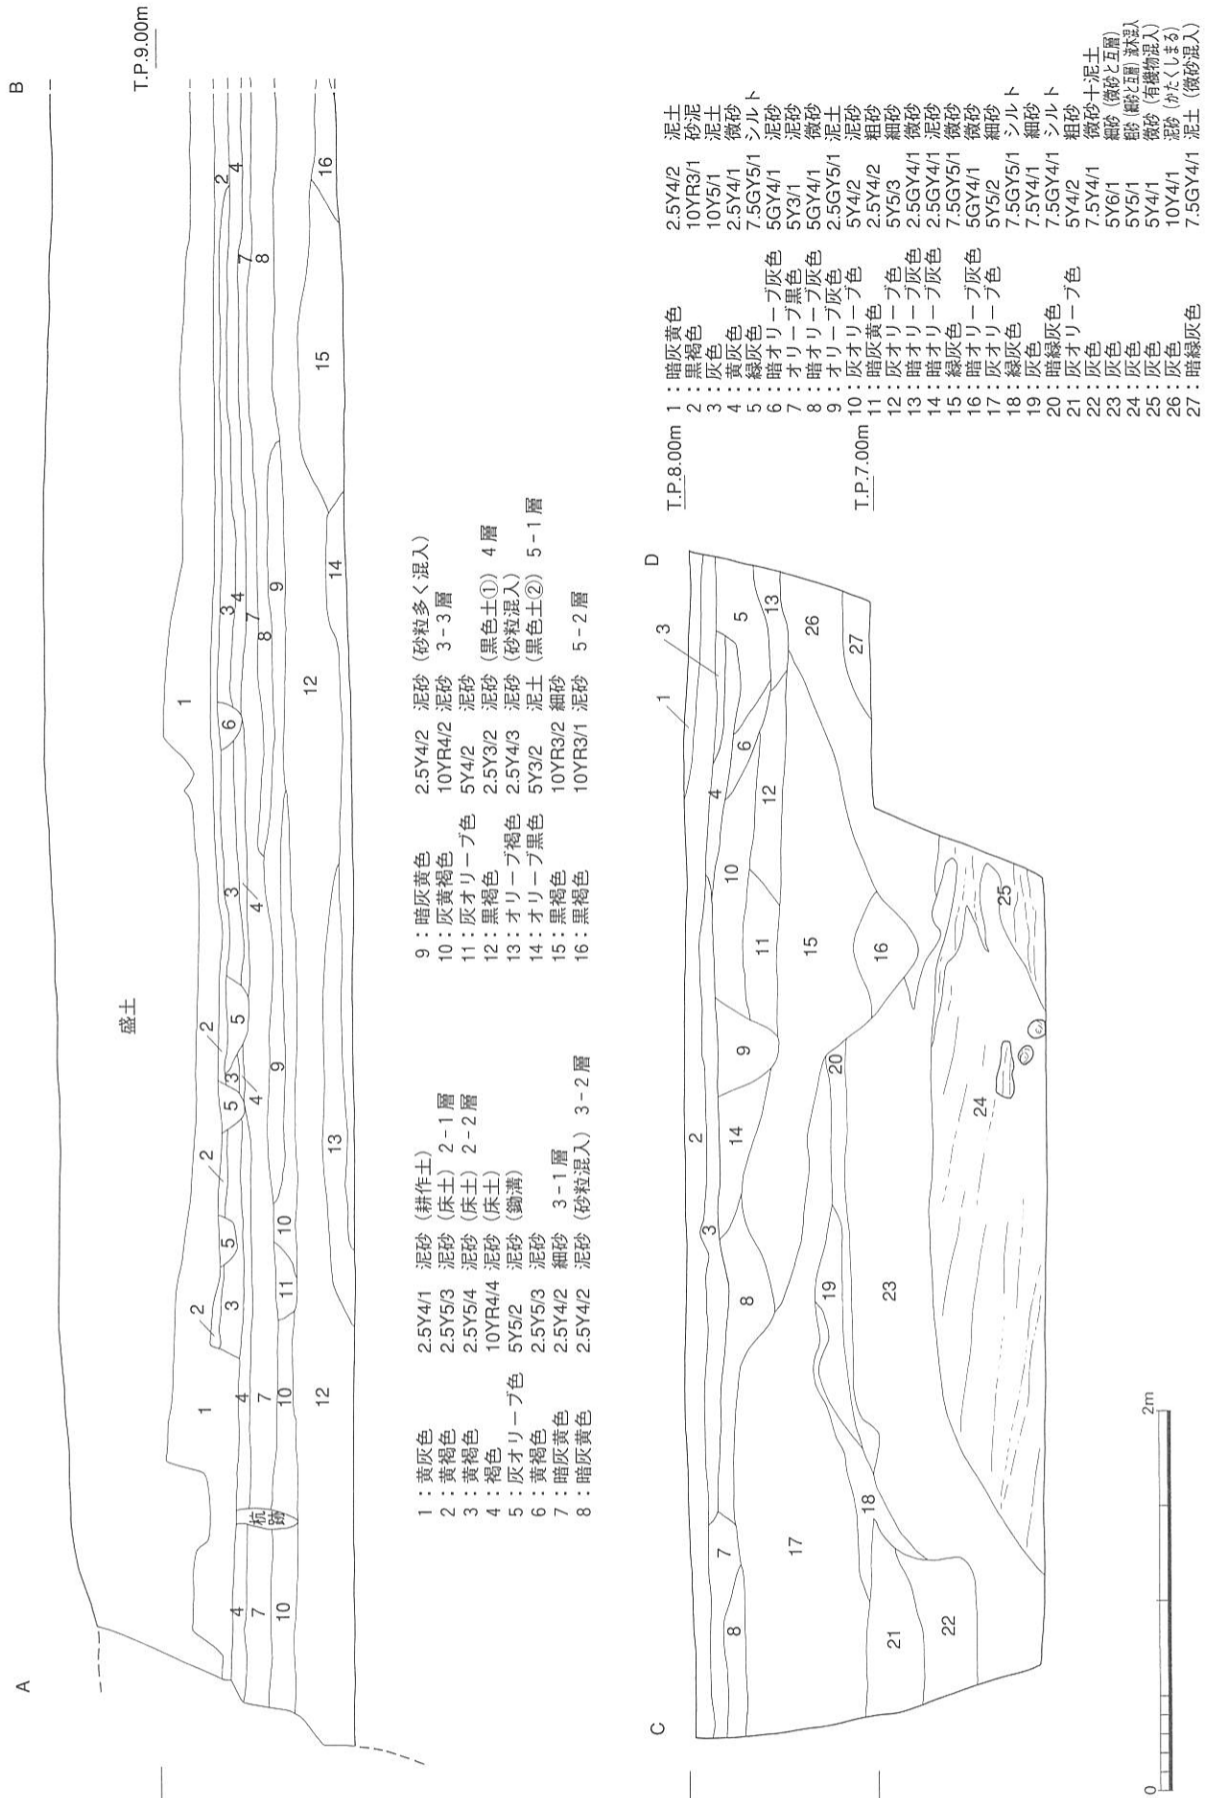 A
B
T.P.9.00m
盛土
杭跡
1：黄灰色 2.5Y4/1 泥砂（耕作土）
2：黄褐色 2.5Y5/3 泥砂（床土）2-1層
3：黄褐色 2.5Y5/4 泥砂（床土）2-2層
4：褐色 10YR4/4 泥砂（床土）
5：灰オリーブ色 5Y5/2 泥砂（鋤溝）
6：黄褐色 2.5Y5/3 泥砂
7：暗灰黄色 2.5Y4/2 細砂 3-1層
8：暗灰黄色 2.5Y4/2 泥砂（砂粒混入）3-2層
9：暗灰黄色 2.5Y4/2 泥砂（砂粒多く混入）
10：灰黄褐色 10YR4/2 泥砂 3-3層
11：灰オリーブ色 5Y4/2 泥砂
12：黒褐色 2.5Y3/2 泥砂（黒色土①）4層
13：オリーブ褐色 2.5Y4/3 泥砂（砂粒混入）
14：オリーブ黒色 5Y3/2 泥土（黒色土②）5-1層
15：黒褐色 10YR3/2 細砂
16：黒褐色 10YR3/1 泥砂 5-2層
C
D
T.P.8.00m
T.P.7.00m
1：暗灰黄色 2.5Y4/2 泥土
2：黒褐色 10YR3/1 砂泥
3：灰色 10Y5/1 泥土
4：黄灰色 2.5Y4/1 微砂
5：緑灰色 7.5GY5/1 シルト
6：暗オリーブ灰色 5GY4/1 泥砂
7：オリーブ黒色 5Y3/1 泥砂
8：暗オリーブ灰色 5GY4/1 微砂
9：オリーブ灰色 2.5GY5/1 泥土
10：灰オリーブ色 5Y4/2 泥砂
11：暗灰黄色 2.5Y4/2 粗砂
12：灰オリーブ色 5Y5/3 細砂
13：暗オリーブ灰色 2.5GY4/1 微砂
14：暗オリーブ灰色 2.5GY4/1 泥砂
15：緑灰色 7.5GY5/1 微砂
16：暗オリーブ灰色 5GY4/1 微砂
17：灰オリーブ色 5Y5/2 細砂
18：緑灰色 7.5GY5/1 シルト
19：灰色 7.5Y4/1 細砂
20：暗緑灰色 7.5GY4/1 シルト
21：灰オリーブ色 5Y4/2 粗砂
22：灰色 7.5Y4/1 微砂＋泥土
23：灰色 5Y6/1 細砂（微砂と互層）
24：灰色 5Y5/1 粗砂（細砂と互層）流木混入
25：灰色 5Y4/1 微砂（有機物混入）
26：灰色 10Y4/1 泥砂（かたくしまる）
27：暗緑灰色 7.5GY4/1 泥土（微砂混入）
0 2m